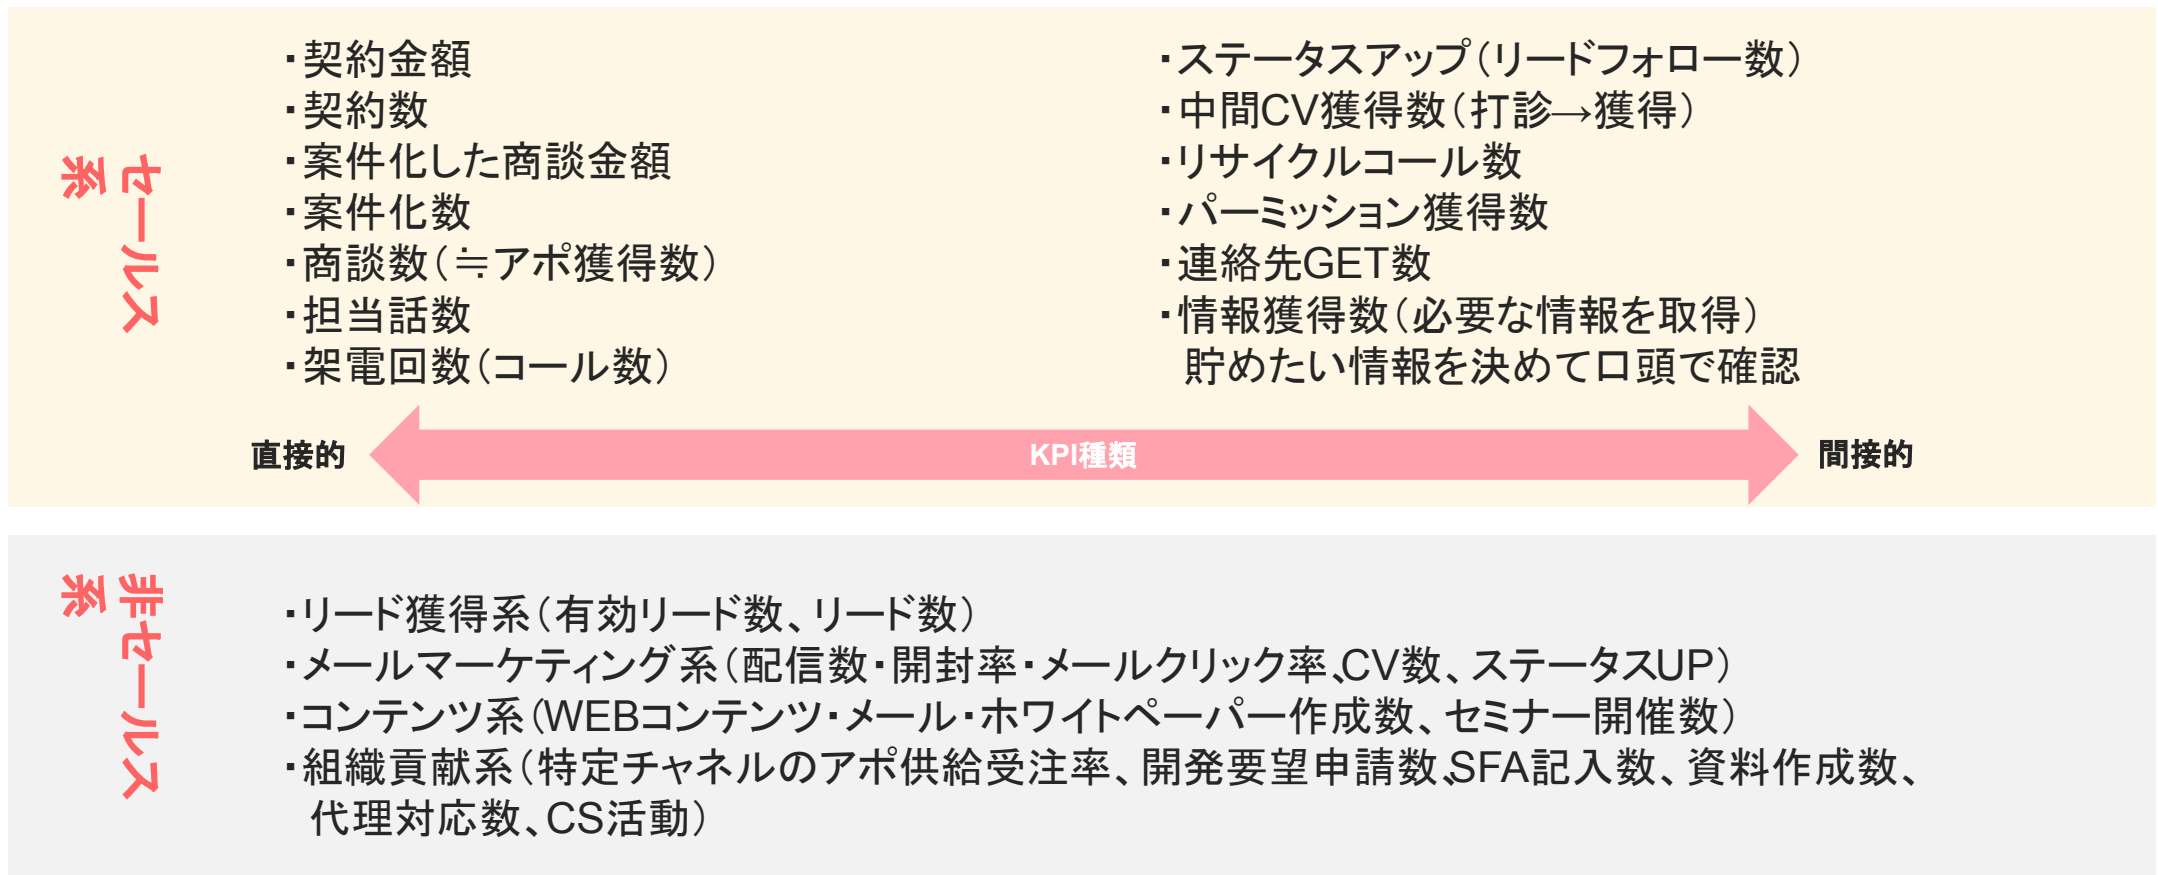 セールス
系
・契約金額
・契約数
・案件化した商談金額
・案件化数
・商談数（≒アポ獲得数）
・担当話数
・架電回数（コール数）
・ステータスアップ（リードフォロー数）
・中間CV獲得数（打診→獲得）
・リサイクルコール数
・パーミッション獲得数
・連絡先GET数
・情報獲得数（必要な情報を取得）
貯めたい情報を決めて口頭で確認
直接的
KPI種類
間接的
非セールス
系
・リード獲得系（有効リード数、リード数）
・メールマーケティング系（配信数・開封率・メールクリック率、CV数、ステータスUP）
・コンテンツ系（WEBコンテンツ・メール・ホワイトペーパー作成数、セミナー開催数）
・組織貢献系（特定チャネルのアポ供給受注率、開発要望申請数、SFA記入数、資料作成数、
代理対応数、CS活動）